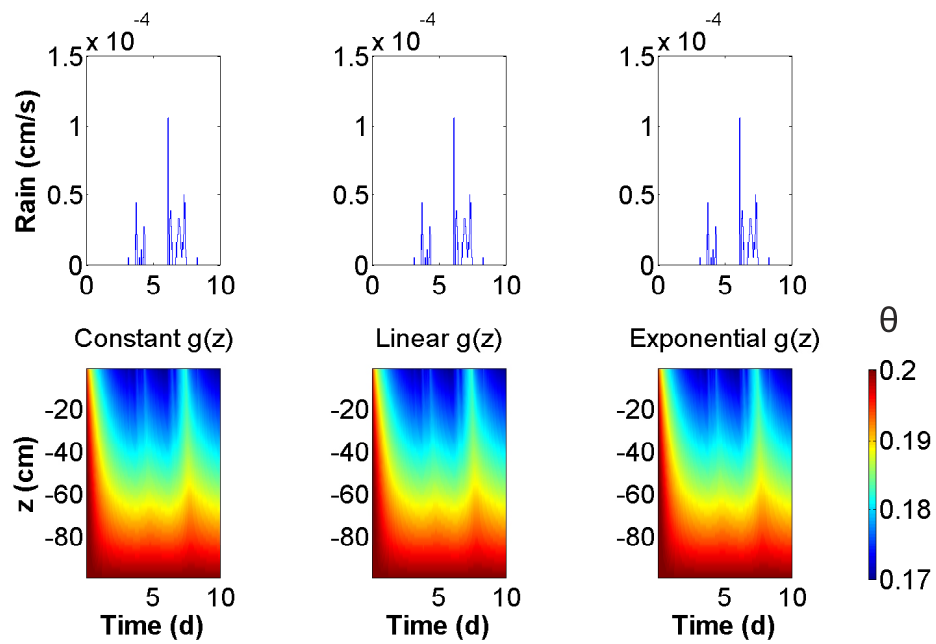 -4 -4 -4
x 10 x 10 x 10
1.5 1.5 1.5
1 1 1
Rain (cm/s)
0.5 0.5 0.5
0 0 0
0 5 10 0 5 10 0 5 10
Constant g(z) Linear g(z) Exponential g(z)
θ
0.2
-20 -20 -20
0.19
-40 -40 -40
z (cm)
-60 -60 -60
0.18
-80 -80 -80
0.17
5 10 5 10 5 10
Time (d) Time (d) Time (d)